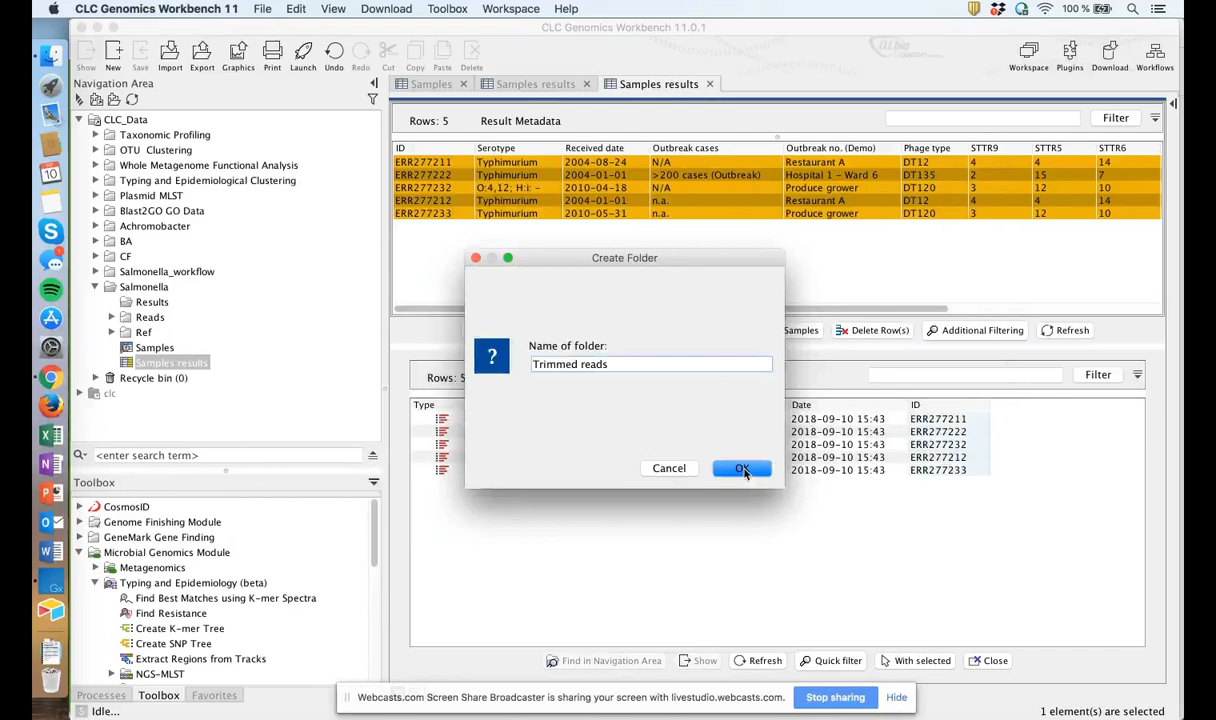 CLC Genomics Workbench 11 File Edit View Download Toolbox Workspace Help 100 %
CLC Genomics Workbench 11.0.1
Show New Save Import Export Graphics Print Launch Undo Redo Cut Copy Paste Delete Workspace Plugins Download Workflows
Navigation Area
Samples Samples results Samples results
CLC_Data
Taxonomic Profiling
OTU Clustering
Whole Metagenome Functional Analysis
Typing and Epidemiological Clustering
Plasmid MLST
Blast2GO GO Data
Achromobacter
BA
CF
Salmonella_workflow
Salmonella
Results
Reads
Ref
Samples
Samples results
Recycle bin (0)
clc
<enter search term>
Toolbox
CosmosID
Genome Finishing Module
GeneMark Gene Finding
Microbial Genomics Module
Metagenomics
Typing and Epidemiology (beta)
Find Best Matches using K-mer Spectra
Find Resistance
Create K-mer Tree
Create SNP Tree
Extract Regions from Tracks
NGS-MLST
Processes Toolbox Favorites
Idle...
Rows: 5 Result Metadata Filter
ID Serotype Received date Outbreak cases Outbreak no. (Demo) Phage type STTR9 STTR5 STTR6
ERR277211 Typhimurium 2004-08-24 N/A Restaurant A DT12 4 4 14
ERR277222 Typhimurium 2004-01-01 >200 cases (Outbreak) Hospital 1 - Ward 6 DT135 2 15 7
ERR277232 O:4,12; H:i: - 2010-04-18 N/A Produce grower DT120 3 12 10
ERR277212 Typhimurium 2004-01-01 n.a. Restaurant A DT12 4 4 14
ERR277233 Typhimurium 2010-05-31 n.a. Produce grower DT120 3 12 10
Samples Delete Row(s) Additional Filtering Refresh
Create Folder
?
Name of folder:
Trimmed reads
Cancel OK
Rows: 5 Filter
Type Date ID
2018-09-10 15:43 ERR277211
2018-09-10 15:43 ERR277222
2018-09-10 15:43 ERR277232
2018-09-10 15:43 ERR277212
2018-09-10 15:43 ERR277233
Find in Navigation Area Show Refresh Quick filter With selected Close
Webcasts.com Screen Share Broadcaster is sharing your screen with livestudio.webcasts.com. Stop sharing Hide
1 element(s) are selected